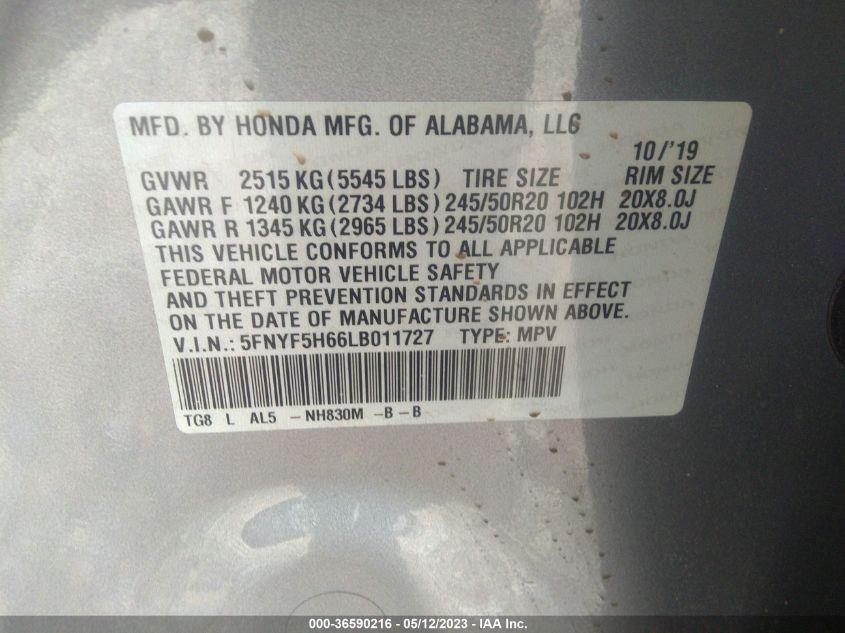 MFD. BY HONDA MFG. OF ALABAMA, LLC
10/'19
GVWR 2515 KG (5545 LBS) TIRE SIZE RIM SIZE
GAWR F 1240 KG (2734 LBS) 245/50R20 102H 20X8.0J
GAWR R 1345 KG (2965 LBS) 245/50R20 102H 20X8.0J
THIS VEHICLE CONFORMS TO ALL APPLICABLE
FEDERAL MOTOR VEHICLE SAFETY
AND THEFT PREVENTION STANDARDS IN EFFECT
ON THE DATE OF MANUFACTURE SHOWN ABOVE.
V.I.N.: 5FNYF5H66LB011727 TYPE: MPV
TG8 L AL5 -NH830M -B-B
000-36590216 - 05/12/2023 - IAA Inc.